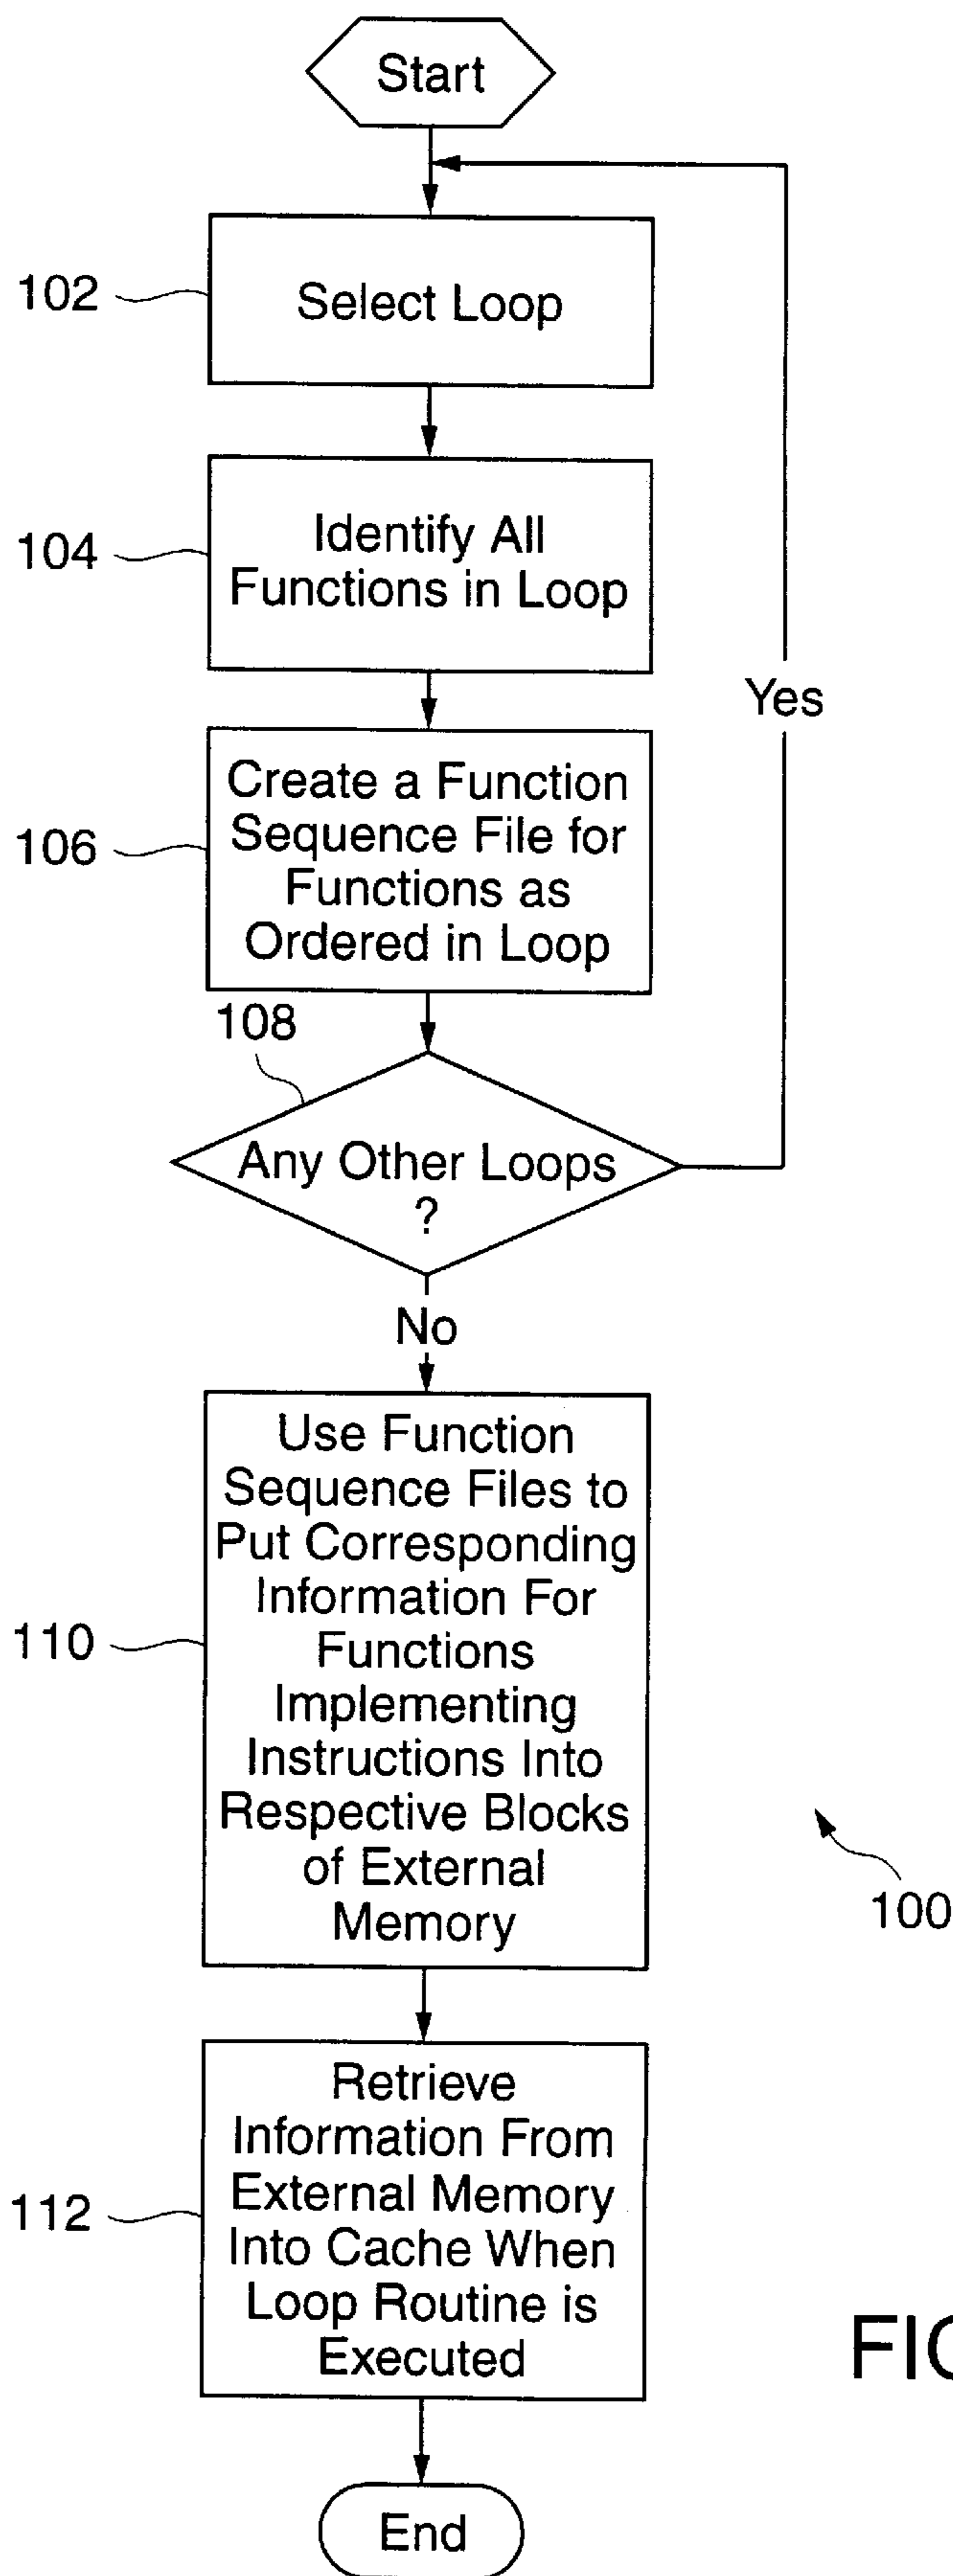 Start
102
Select Loop
104
Identify All
Functions in Loop
Yes
106
Create a Function
Sequence File for
Functions as
Ordered in Loop
108
Any Other Loops
?
No
110
Use Function
Sequence Files to
Put Corresponding
Information For
Functions
Implementing
Instructions Into
Respective Blocks
of External
Memory
100
112
Retrieve
Information From
External Memory
Into Cache When
Loop Routine is
Executed
End